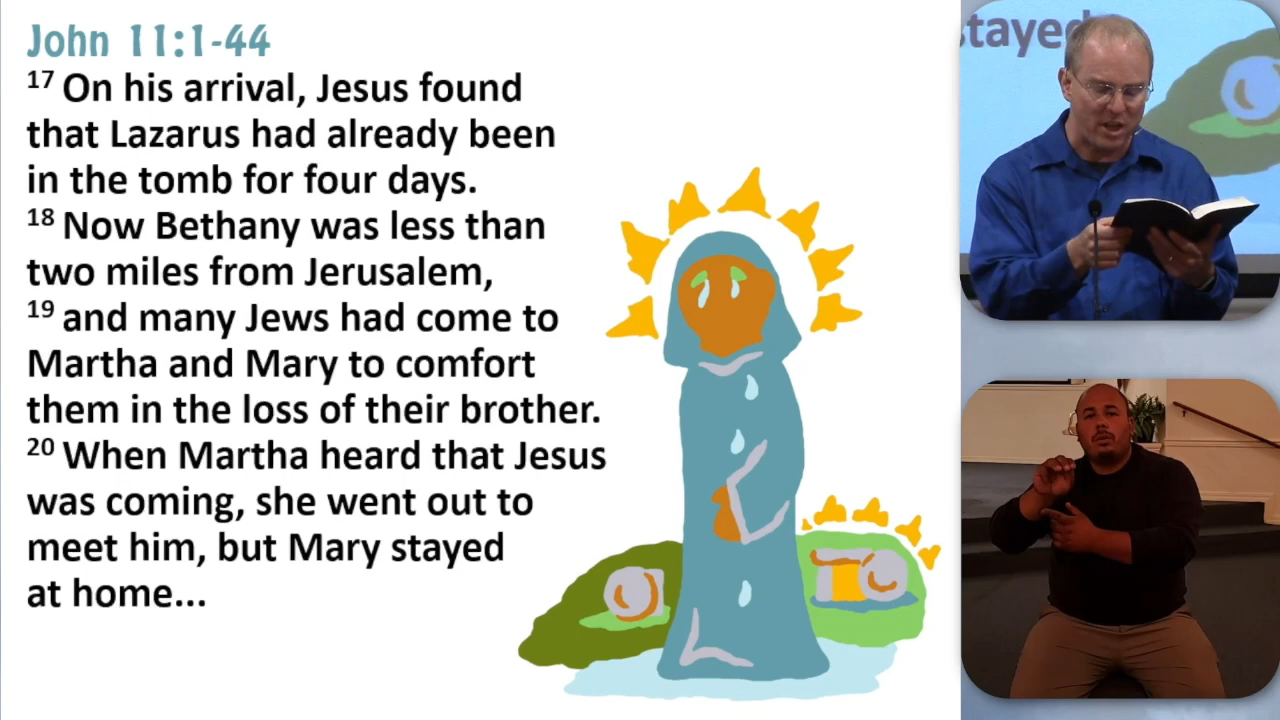 John 11:1-44
17 On his arrival, Jesus found
that Lazarus had already been
in the tomb for four days.
18 Now Bethany was less than
two miles from Jerusalem,
19 and many Jews had come to
Martha and Mary to comfort
them in the loss of their brother.
20 When Martha heard that Jesus
was coming, she went out to
meet him, but Mary stayed
at home...
stayed